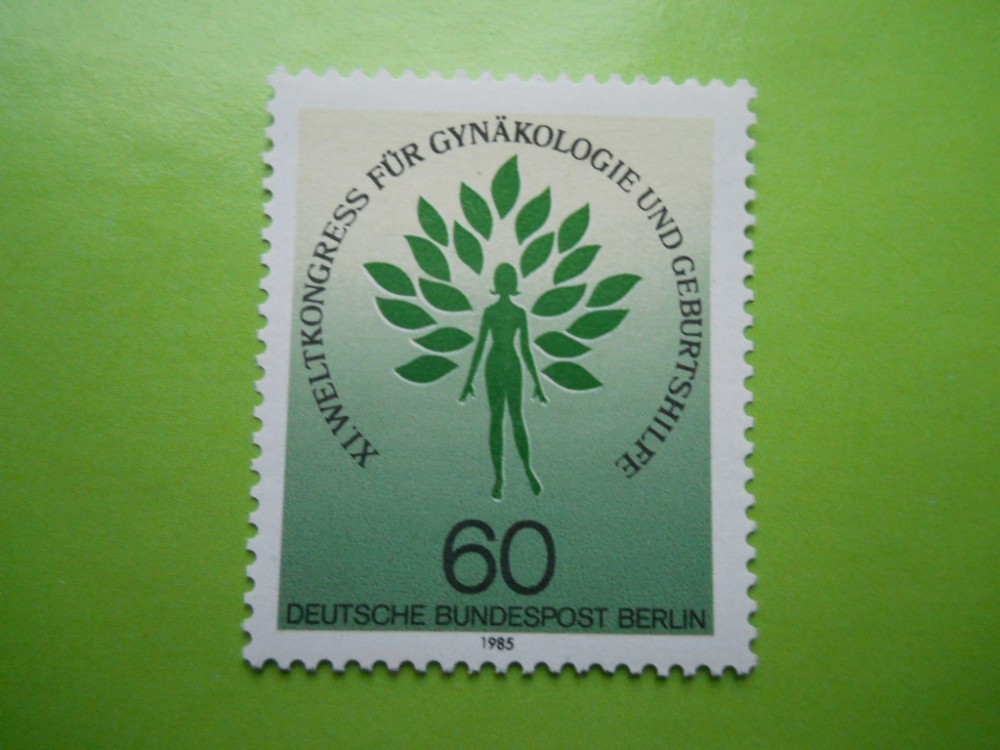 XI.WELTKONGRESS FÜR GYNÄKOLOGIE UND GEBURTSHILFE
60
DEUTSCHE BUNDESPOST BERLIN
1985